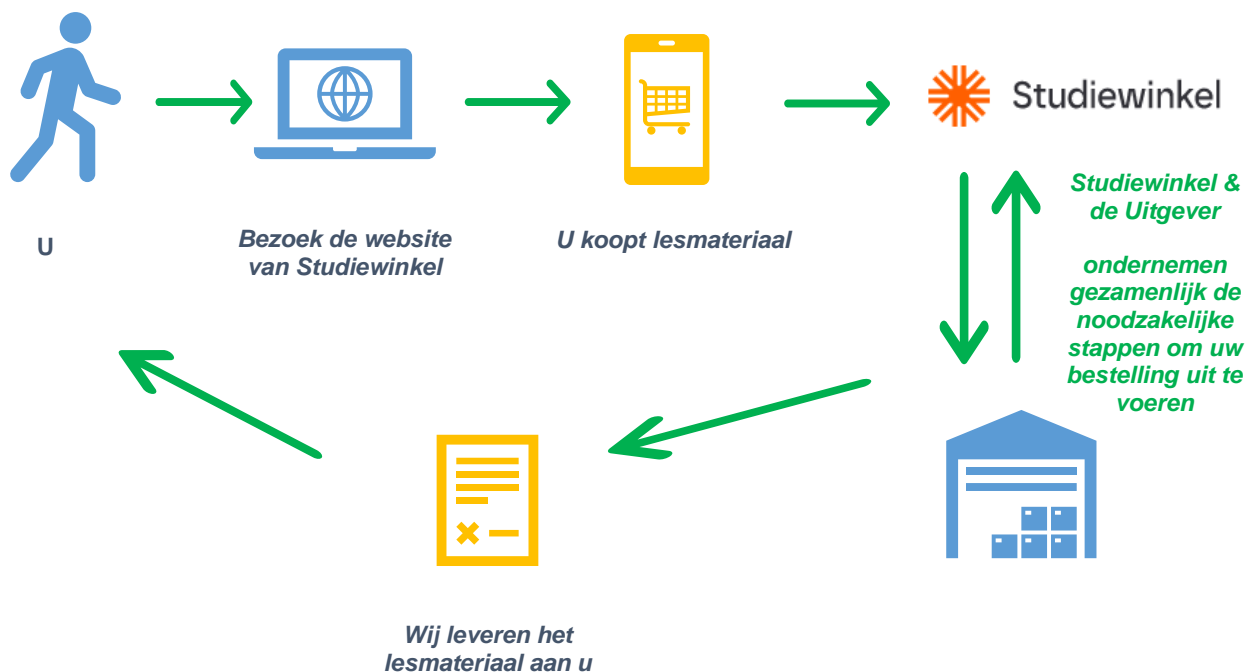 Studiewinkel
U
Bezoek de website
van Studiewinkel
U koopt lesmateriaal
Studiewinkel &
de Uitgever
ondernemen
gezamenlijk de
noodzakelijke
stappen om uw
bestelling uit te
voeren
Wij leveren het
lesmateriaal aan u